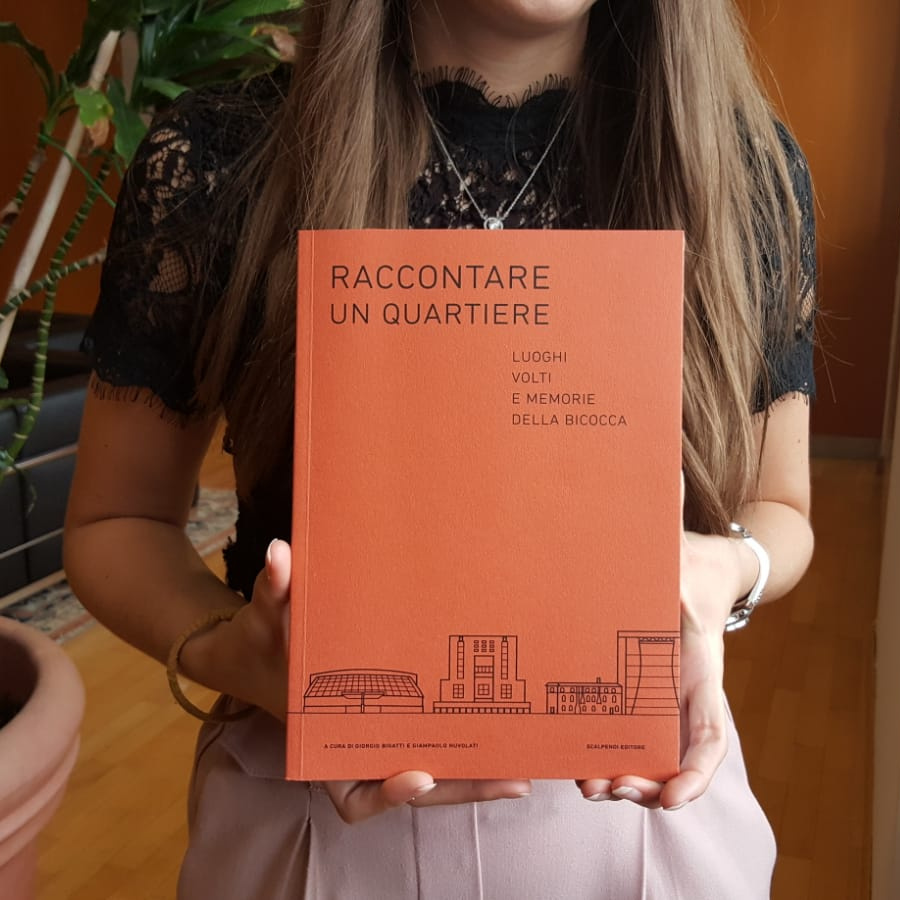 RACCONTARE
UN QUARTIERE
LUOGHI
VOLTI
E MEMORIE
DELLA BICOCCA
A CURA DI GIORGIO BIGATTI E GIAMPAOLO NUVOLATI
SCALPENDI EDITORE